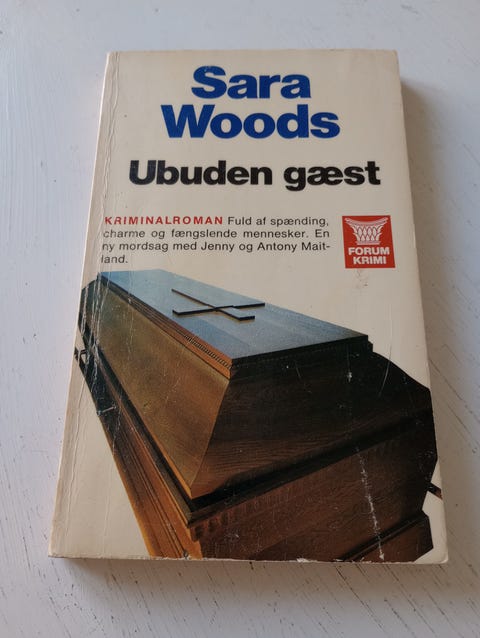 Sara
Woods
Ubuden gæst
KRIMINALROMAN Fuld af spænding,
charme og fængslende mennesker. En
ny mordsag med Jenny og Antony Mait-
land.
FORUM
KRIMI